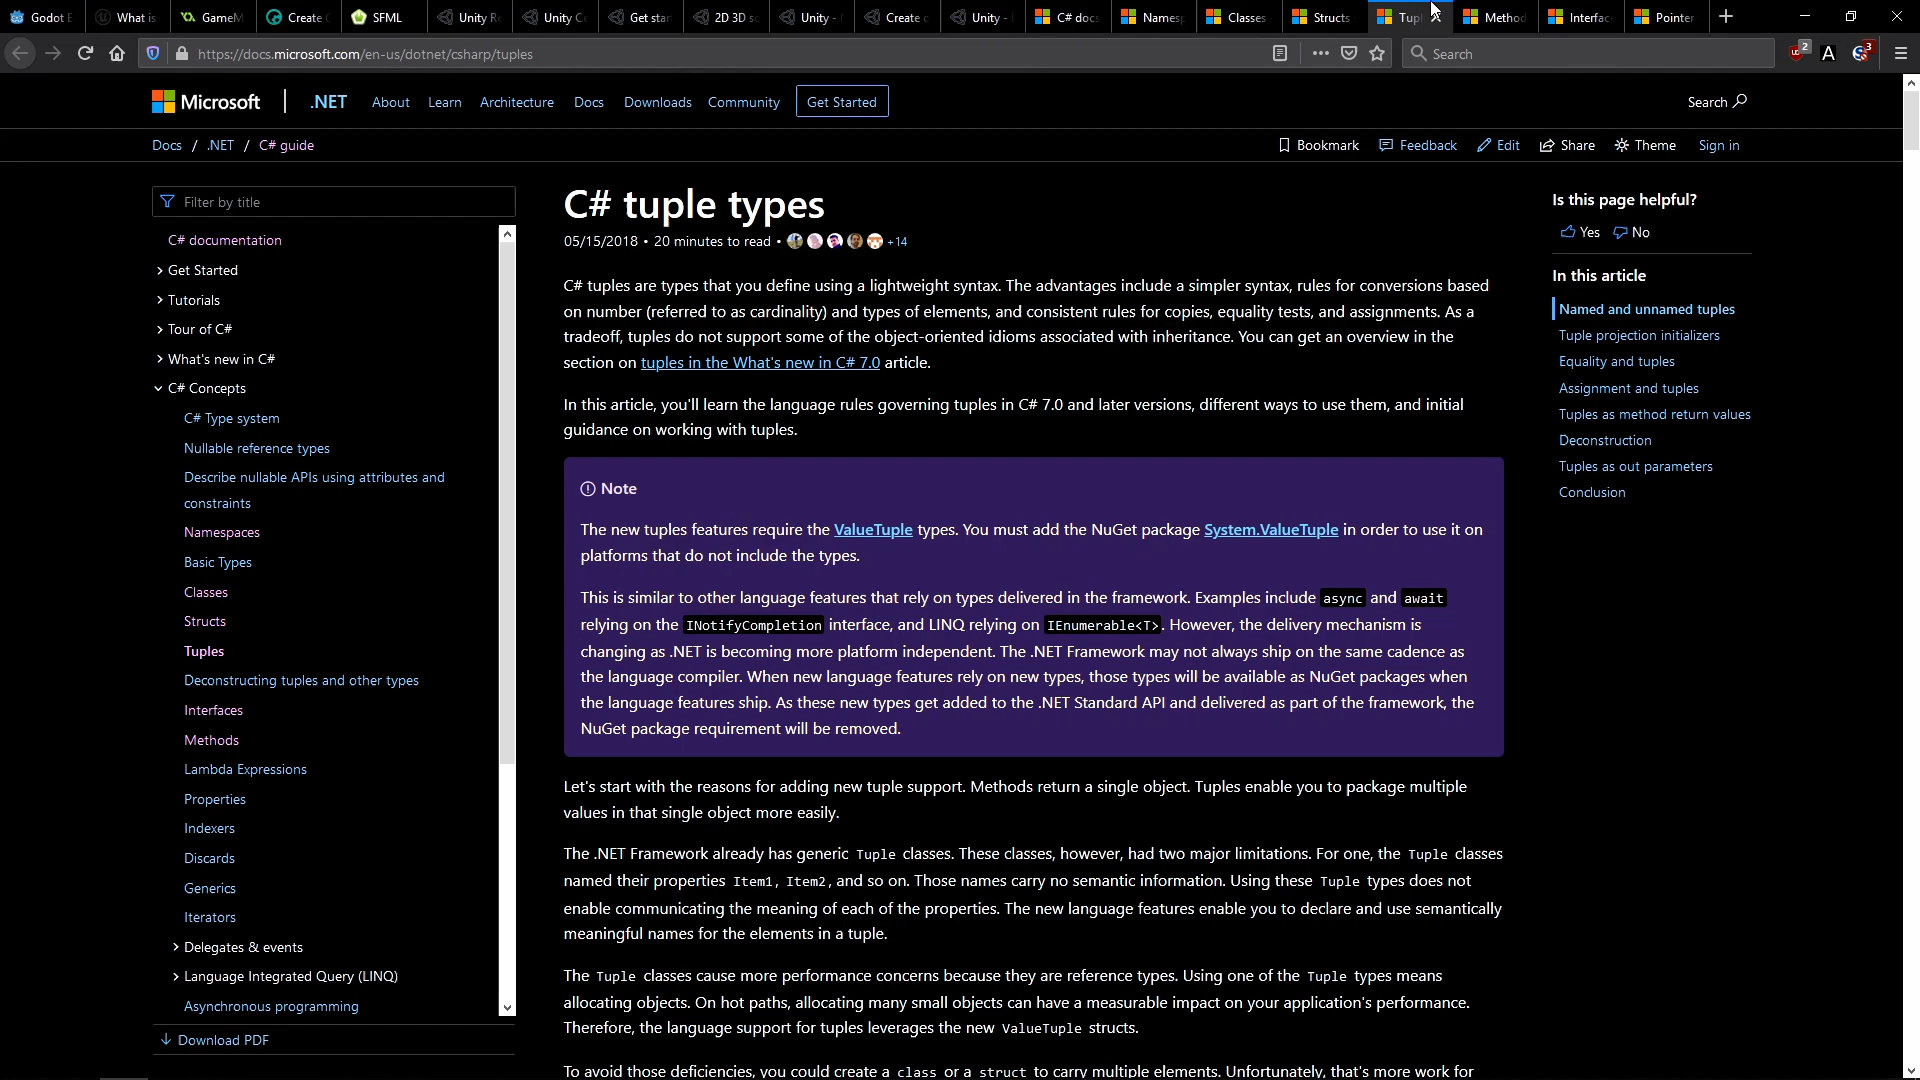 Godot E What is GameM Create SFML Unity Re Unity Co Get star 2D 3D s Unity - Create Unity - C# docs Names Classes Structs Tupl Method Interfac Pointer
https://docs.microsoft.com/en-us/dotnet/csharp/tuples Search 2 A 3
Microsoft .NET About Learn Architecture Docs Downloads Community Get Started Search
Docs / .NET / C# guide Bookmark Feedback Edit Share Theme Sign in
Filter by title
C# documentation
Get Started
Tutorials
Tour of C#
What's new in C#
C# Concepts
C# Type system
Nullable reference types
Describe nullable APIs using attributes and
constraints
Namespaces
Basic Types
Classes
Structs
Tuples
Deconstructing tuples and other types
Interfaces
Methods
Lambda Expressions
Properties
Indexers
Discards
Generics
Iterators
Delegates & events
Language Integrated Query (LINQ)
Asynchronous programming
Download PDF
C# tuple types
05/15/2018 • 20 minutes to read • +14
C# tuples are types that you define using a lightweight syntax. The advantages include a simpler syntax, rules for conversions based
on number (referred to as cardinality) and types of elements, and consistent rules for copies, equality tests, and assignments. As a
tradeoff, tuples do not support some of the object-oriented idioms associated with inheritance. You can get an overview in the
section on tuples in the What's new in C# 7.0 article.
In this article, you'll learn the language rules governing tuples in C# 7.0 and later versions, different ways to use them, and initial
guidance on working with tuples.
Note
The new tuples features require the ValueTuple types. You must add the NuGet package System.ValueTuple in order to use it on
platforms that do not include the types.
This is similar to other language features that rely on types delivered in the framework. Examples include async and await
relying on the INotifyCompletion interface, and LINQ relying on IEnumerable<T>. However, the delivery mechanism is
changing as .NET is becoming more platform independent. The .NET Framework may not always ship on the same cadence as
the language compiler. When new language features rely on new types, those types will be available as NuGet packages when
the language features ship. As these new types get added to the .NET Standard API and delivered as part of the framework, the
NuGet package requirement will be removed.
Let's start with the reasons for adding new tuple support. Methods return a single object. Tuples enable you to package multiple
values in that single object more easily.
The .NET Framework already has generic Tuple classes. These classes, however, had two major limitations. For one, the Tuple classes
named their properties Item1, Item2, and so on. Those names carry no semantic information. Using these Tuple types does not
enable communicating the meaning of each of the properties. The new language features enable you to declare and use semantically
meaningful names for the elements in a tuple.
The Tuple classes cause more performance concerns because they are reference types. Using one of the Tuple types means
allocating objects. On hot paths, allocating many small objects can have a measurable impact on your application's performance.
Therefore, the language support for tuples leverages the new ValueTuple structs.
To avoid those deficiencies, you could create a class or a struct to carry multiple elements. Unfortunately, that's more work for
Is this page helpful?
Yes No
In this article
Named and unnamed tuples
Tuple projection initializers
Equality and tuples
Assignment and tuples
Tuples as method return values
Deconstruction
Tuples as out parameters
Conclusion